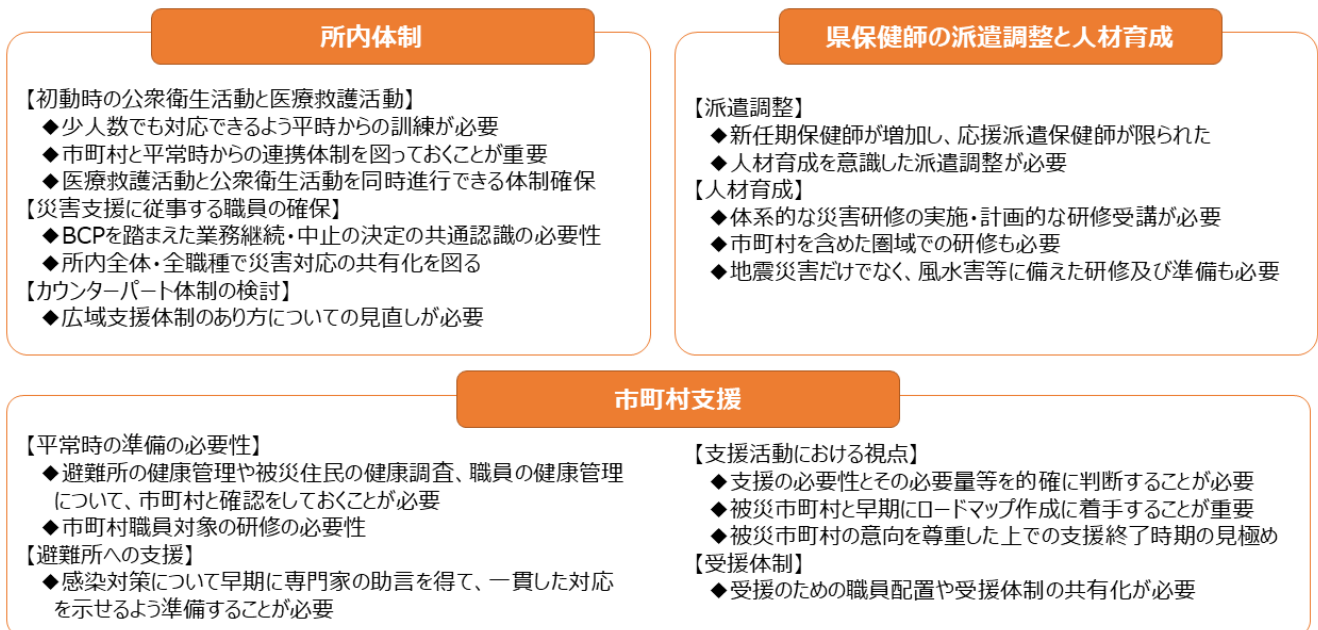 所内体制
【初動時の公衆衛生活動と医療救護活動】
◆少人数でも対応できるよう平時からの訓練が必要
◆市町村と平常時からの連携体制を図っておくことが重要
◆医療救護活動と公衆衛生活動を同時進行できる体制確保
【災害支援に従事する職員の確保】
◆BCPを踏まえた業務継続・中止の決定の共通認識の必要性
◆所内全体・全職種で災害対応の共有化を図る
【カウンターパート体制の検討】
◆広域支援体制のあり方についての見直しが必要
県保健師の派遣調整と人材育成
【派遣調整】
◆新任期保健師が増加し、応援派遣保健師が限られた
◆人材育成を意識した派遣調整が必要
【人材育成】
◆体系的な災害研修の実施・計画的な研修受講が必要
◆市町村を含めた圏域での研修も必要
◆地震災害だけでなく、風水害等に備えた研修及び準備も必要
市町村支援
【平常時の準備の必要性】
◆避難所の健康管理や被災住民の健康調査、職員の健康管理
について、市町村と確認をしておくことが必要
◆市町村職員対象の研修の必要性
【避難所への支援】
◆感染対策について早期に専門家の助言を得て、一貫した対応
を示せるよう準備することが必要
【支援活動における視点】
◆支援の必要性とその必要量等を的確に判断することが必要
◆被災市町村と早期にロードマップ作成に着手することが重要
◆被災市町村の意向を尊重した上での支援終了時期の見極め
【受援体制】
◆受援のための職員配置や受援体制の共有化が必要